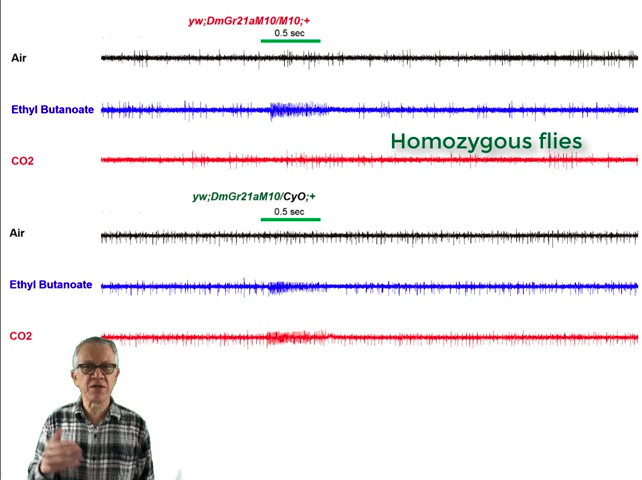 yw;DmGr21aM10/M10;+
0.5 sec
Air
Ethyl Butanoate
Homozygous flies
CO2
yw;DmGr21aM10/CyO;+
0.5 sec
Air
Ethyl Butanoate
CO2